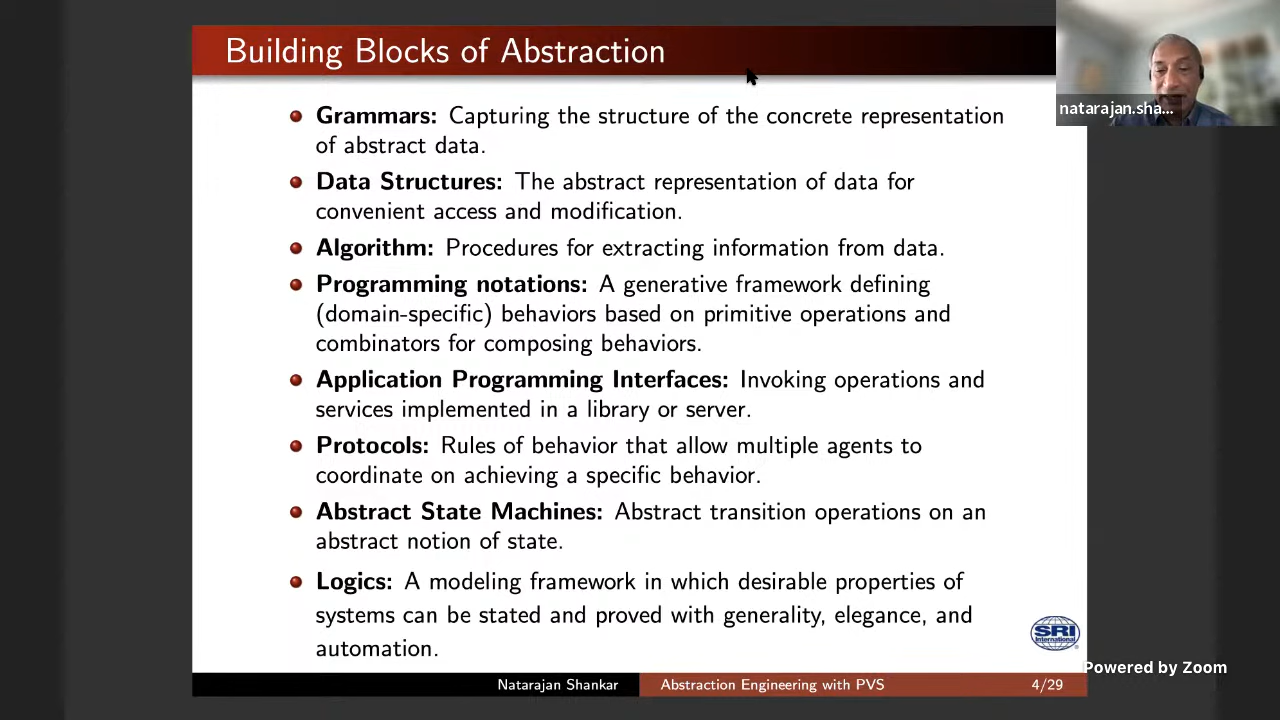 Building Blocks of Abstraction
natarajan.sha...
Grammars: Capturing the structure of the concrete representation
of abstract data.
Data Structures: The abstract representation of data for
convenient access and modification.
Algorithm: Procedures for extracting information from data.
Programming notations: A generative framework defining
(domain-specific) behaviors based on primitive operations and
combinators for composing behaviors.
Application Programming Interfaces: Invoking operations and
services implemented in a library or server.
Protocols: Rules of behavior that allow multiple agents to
coordinate on achieving a specific behavior.
Abstract State Machines: Abstract transition operations on an
abstract notion of state.
Logics: A modeling framework in which desirable properties of
systems can be stated and proved with generality, elegance, and
automation.
SRI
International
Powered by Zoom
Natarajan Shankar
Abstraction Engineering with PVS
4/29